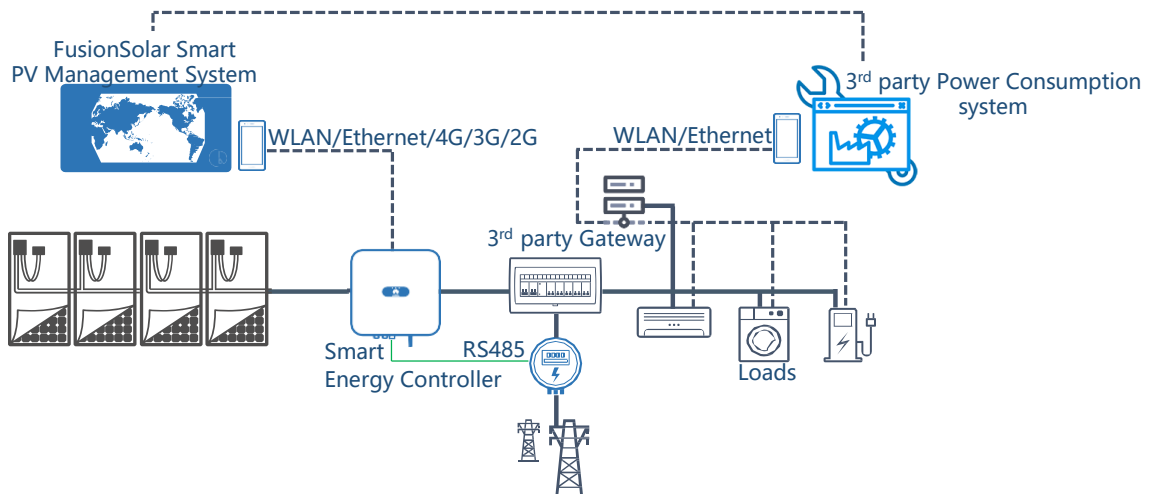 FusionSolar Smart
PV Management System
3rd party Power Consumption
system
WLAN/Ethernet/4G/3G/2G
WLAN/Ethernet
3rd party Gateway
Smart
Energy Controller
RS485
Loads